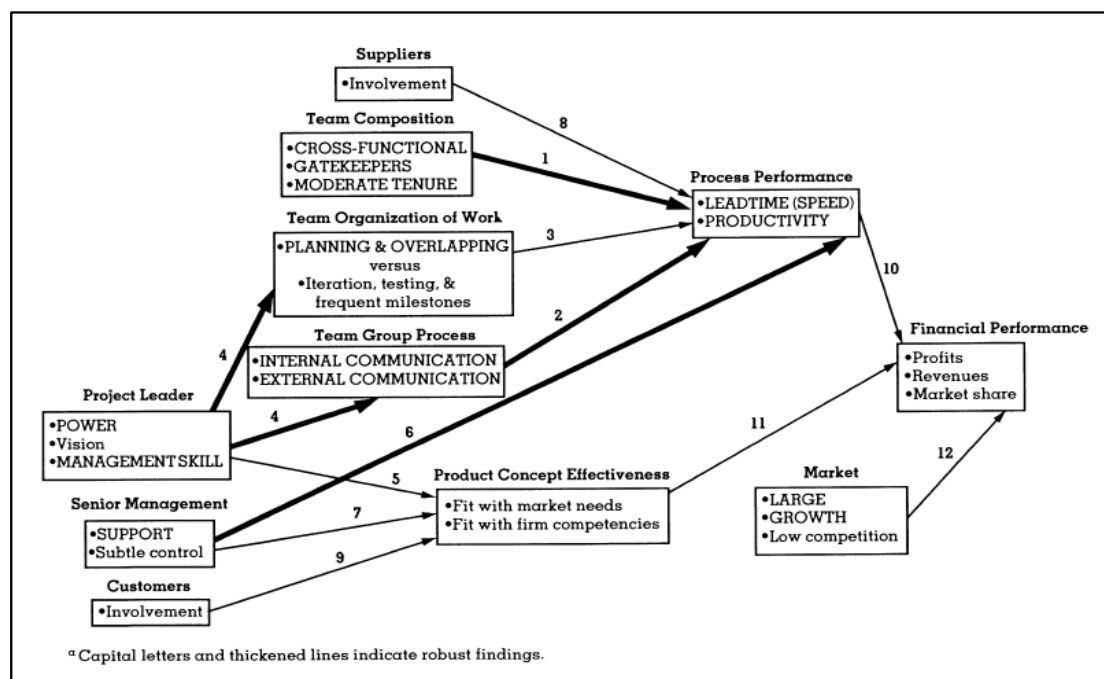 Suppliers
•Involvement
8
Team Composition
•CROSS-FUNCTIONAL
•GATEKEEPERS
•MODERATE TENURE
1
Process Performance
•LEADTIME (SPEED)
•PRODUCTIVITY
Team Organization of Work
•PLANNING & OVERLAPPING
versus
•Iteration, testing, &
frequent milestones
3
10
2
Team Group Process
•INTERNAL COMMUNICATION
•EXTERNAL COMMUNICATION
Financial Performance
•Profits
•Revenues
•Market share
4
Project Leader
•POWER
•Vision
•MANAGEMENT SKILL
4
6
11
5
Product Concept Effectiveness
•Fit with market needs
•Fit with firm competencies
12
Market
•LARGE
•GROWTH
•Low competition
Senior Management
•SUPPORT
•Subtle control
7
9
Customers
•Involvement
a Capital letters and thickened lines indicate robust findings.